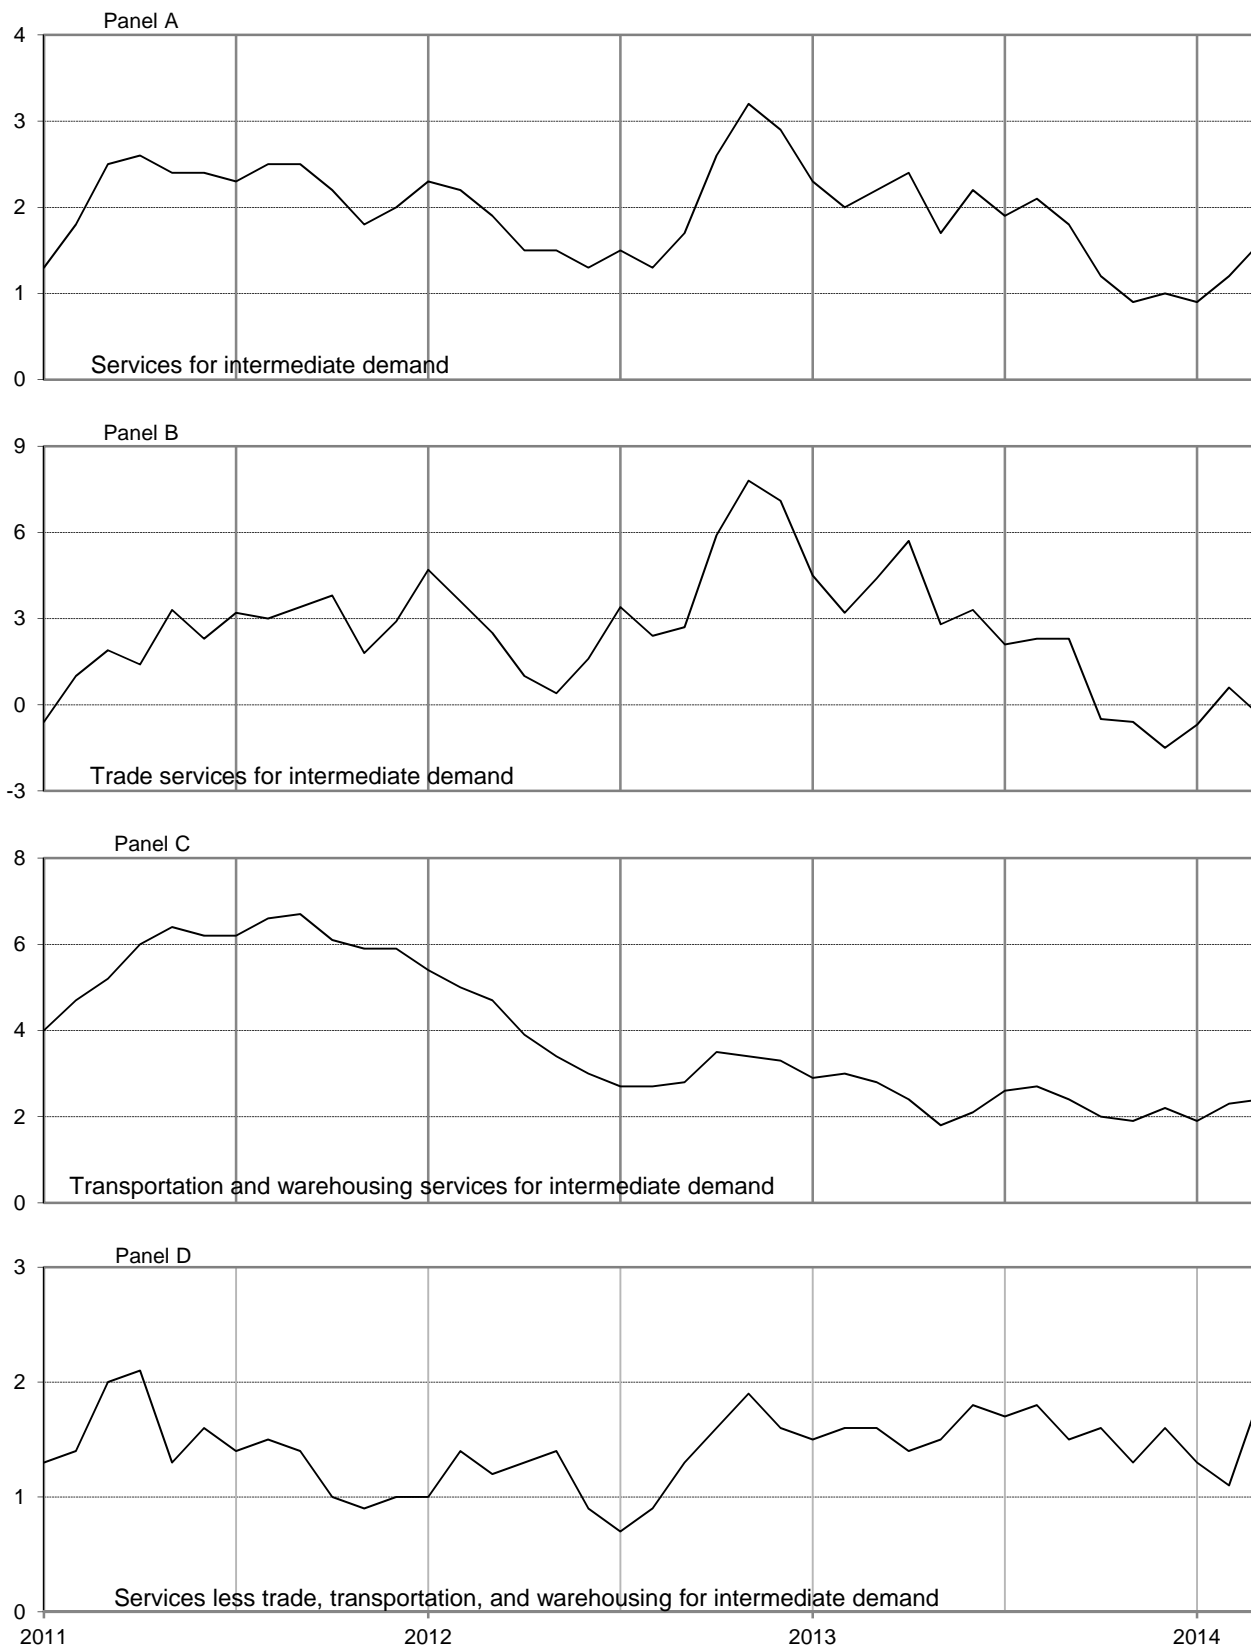 Panel A
4
3
2
1
Services for intermediate demand
0
Panel B
9
6
3
0
Trade services for intermediate demand
-3
Panel C
8
6
4
2
Transportation and warehousing services for intermediate demand
0
Panel D
3
2
1
Services less trade, transportation, and warehousing for intermediate demand
0
2011 2012 2013 2014